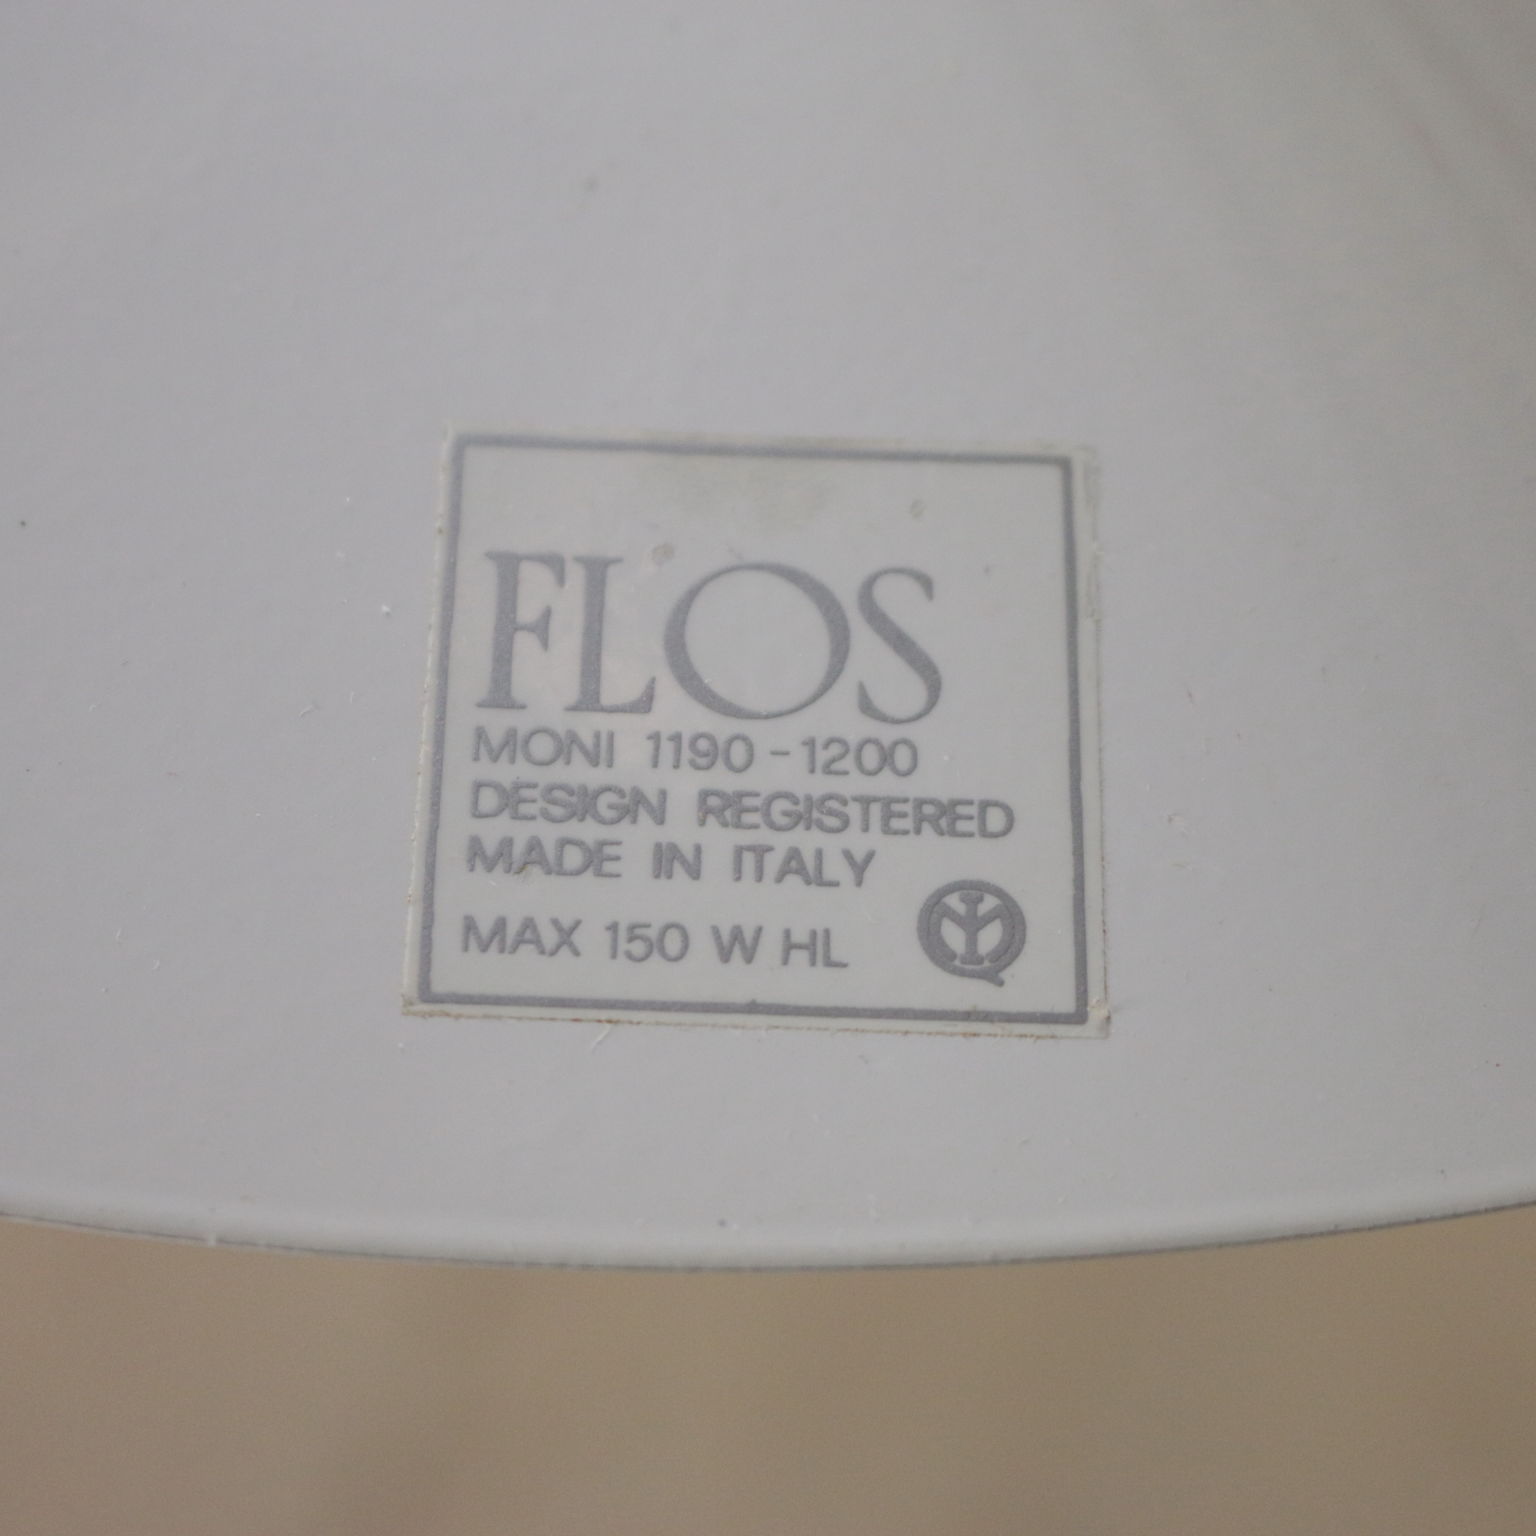 FLOS
MONI 1190 - 1200
DESIGN REGISTERED
MADE IN ITALY
MAX 150 W HL